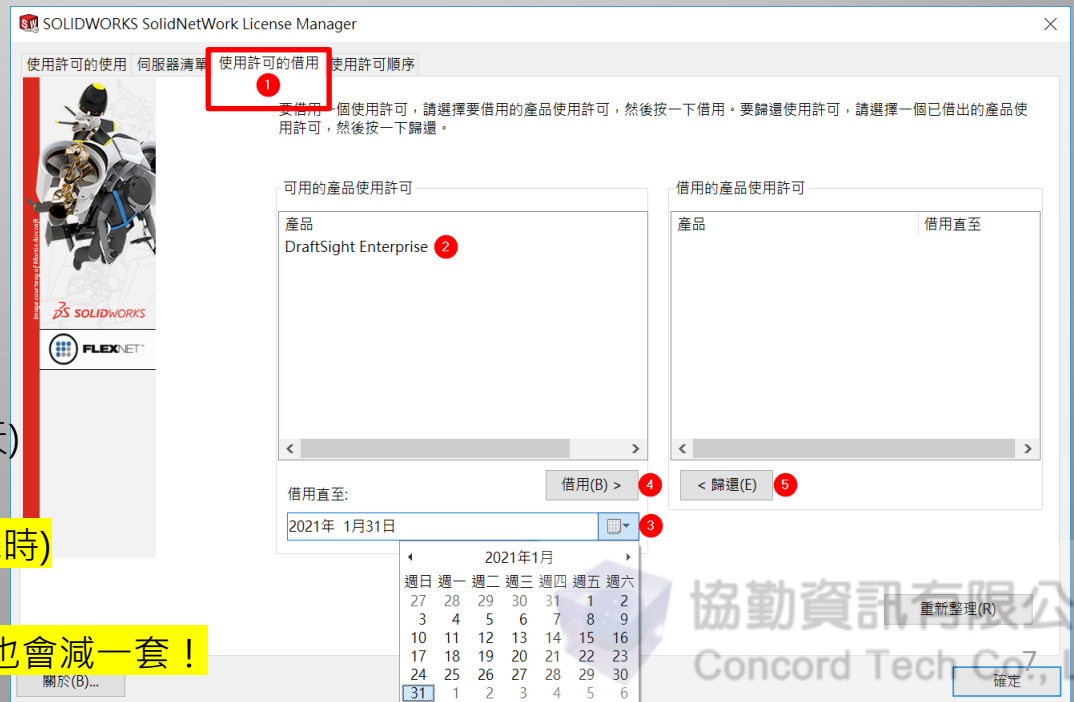 SOLIDWORKS SolidNetWork License Manager
使用許可的使用 伺服器清單 使用許可的借用 使用許可順序
1
要借用一個使用許可，請選擇要借用的產品使用許可，然後按一下借用。要歸還使用許可，請選擇一個已借出的產品使
用許可，然後按一下歸還。
可用的產品使用許可
產品
DraftSight Enterprise 2
借用的產品使用許可
產品 借用直至
Image courtesy of Martin Aircraft
SOLIDWORKS
FLEXNET
借用(B) > 4
< 歸還(E) 5
借用直至:
2021年 1月31日 3
2021年1月
週日 週一 週二 週三 週四 週五 週六
27 28 29 30 31 1 2
3 4 5 6 7 8 9
10 11 12 13 14 15 16
17 18 19 20 21 22 23
24 25 26 27 28 29 30
31 1 2 3 4 5 6
)
時)
也會減一套！
重新整理(R)
關於(B)...
確定
協勤資訊有限公
Concord Tech Co., L
7